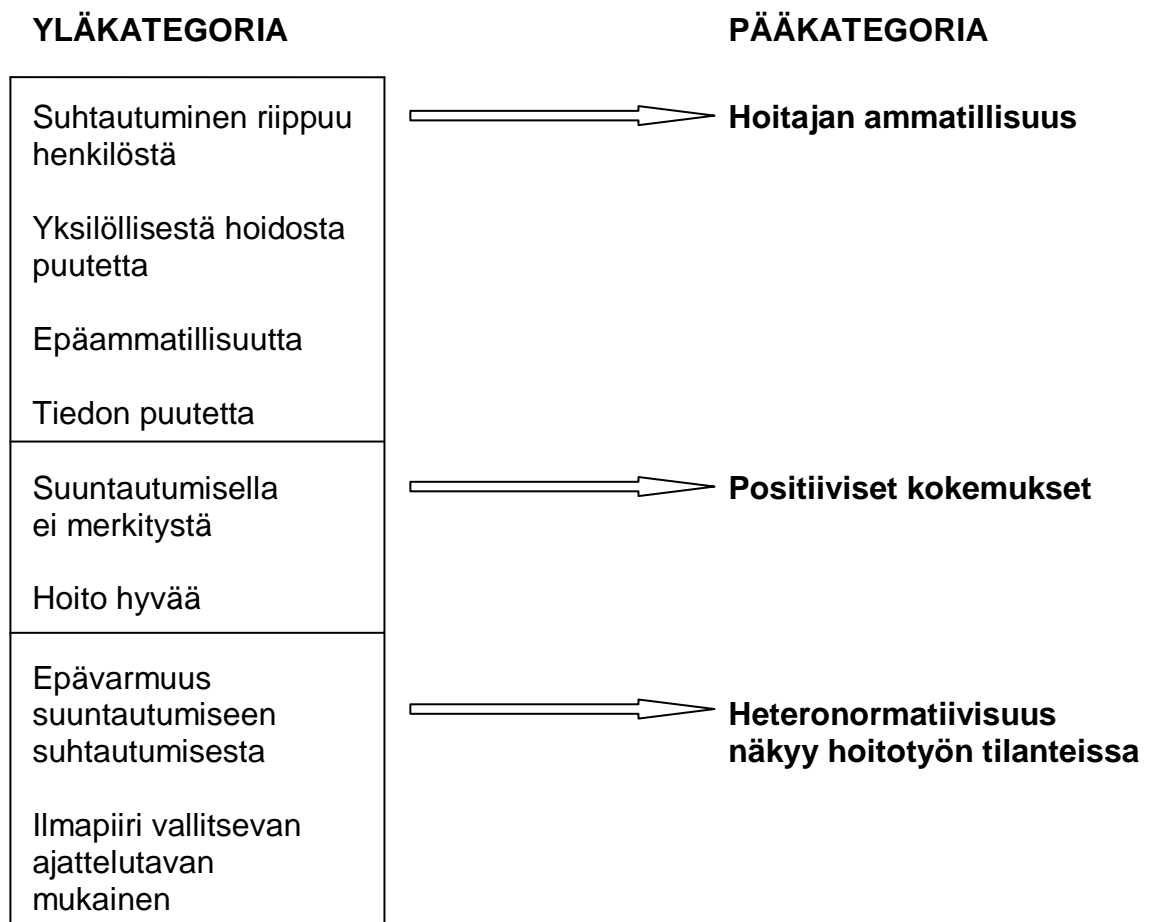 YLÄKATEGORIA
PÄÄKATEGORIA
Suhtautuminen riippuu
henkilöstä
Hoitajan ammatillisuus
Yksilöllisestä hoidosta
puutetta
Epäammatillisuutta
Tiedon puutetta
Suuntautumisella
ei merkitystä
Positiiviset kokemukset
Hoito hyvää
Epävarmuus
suuntautumiseen
suhtautumisesta
Heteronormatiivisuus
näkyy hoitotyön tilanteissa
Ilmapiiri vallitsevan
ajattelutavan
mukainen